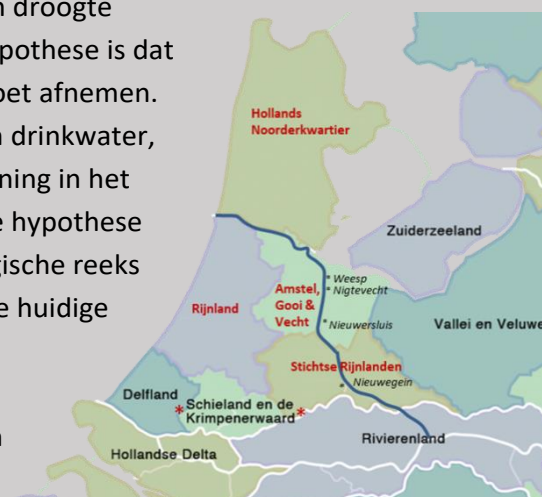 droogte
pothese is dat
oet afnemen.
drinkwater,
ning in het
e hypothese
gische reeks
e huidige
Hollands
Noorderkwartier
Zuiderzeeland
* Weesp
* Nigtevecht
Amstel,
Gooi &
Vecht
Rijnland
* Nieuwersluis
Vallei en Veluwe
Stichtse Rijnlanden
* Nieuwegein
Delfland
* Schieland en de *
Krimpenerwaard
Rivierenland
Hollandse Delta